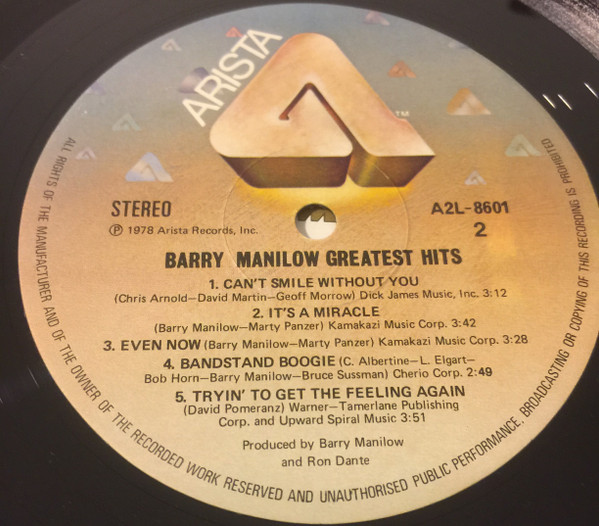 ARISTA
TM
STEREO
Ⓟ 1978 Arista Records, Inc.
A2L-8601
2
BARRY MANILOW GREATEST HITS
1. CAN'T SMILE WITHOUT YOU
(Chris Arnold–David Martin–Geoff Morrow) Dick James Music, Inc. 3:12
2. IT'S A MIRACLE
(Barry Manilow–Marty Panzer) Kamakazi Music Corp. 3:42
3. EVEN NOW (Barry Manilow–Marty Panzer) Kamakazi Music Corp. 3:28
4. BANDSTAND BOOGIE (C. Albertine–L. Elgart–
Bob Horn–Barry Manilow–Bruce Sussman) Cherio Corp. 2:49
5. TRYIN' TO GET THE FEELING AGAIN
(David Pomeranz) Warner–Tamerlane Publishing
Corp. and Upward Spiral Music 3:51
Produced by Barry Manilow
and Ron Dante
ALL RIGHTS OF THE MANUFACTURER AND OF THE OWNER OF THE RECORDED WORK RESERVED AND UNAUTHORISED PUBLIC PERFORMANCE, BROADCASTING OR COPYING OF THIS RECORDING IS PROHIBITED